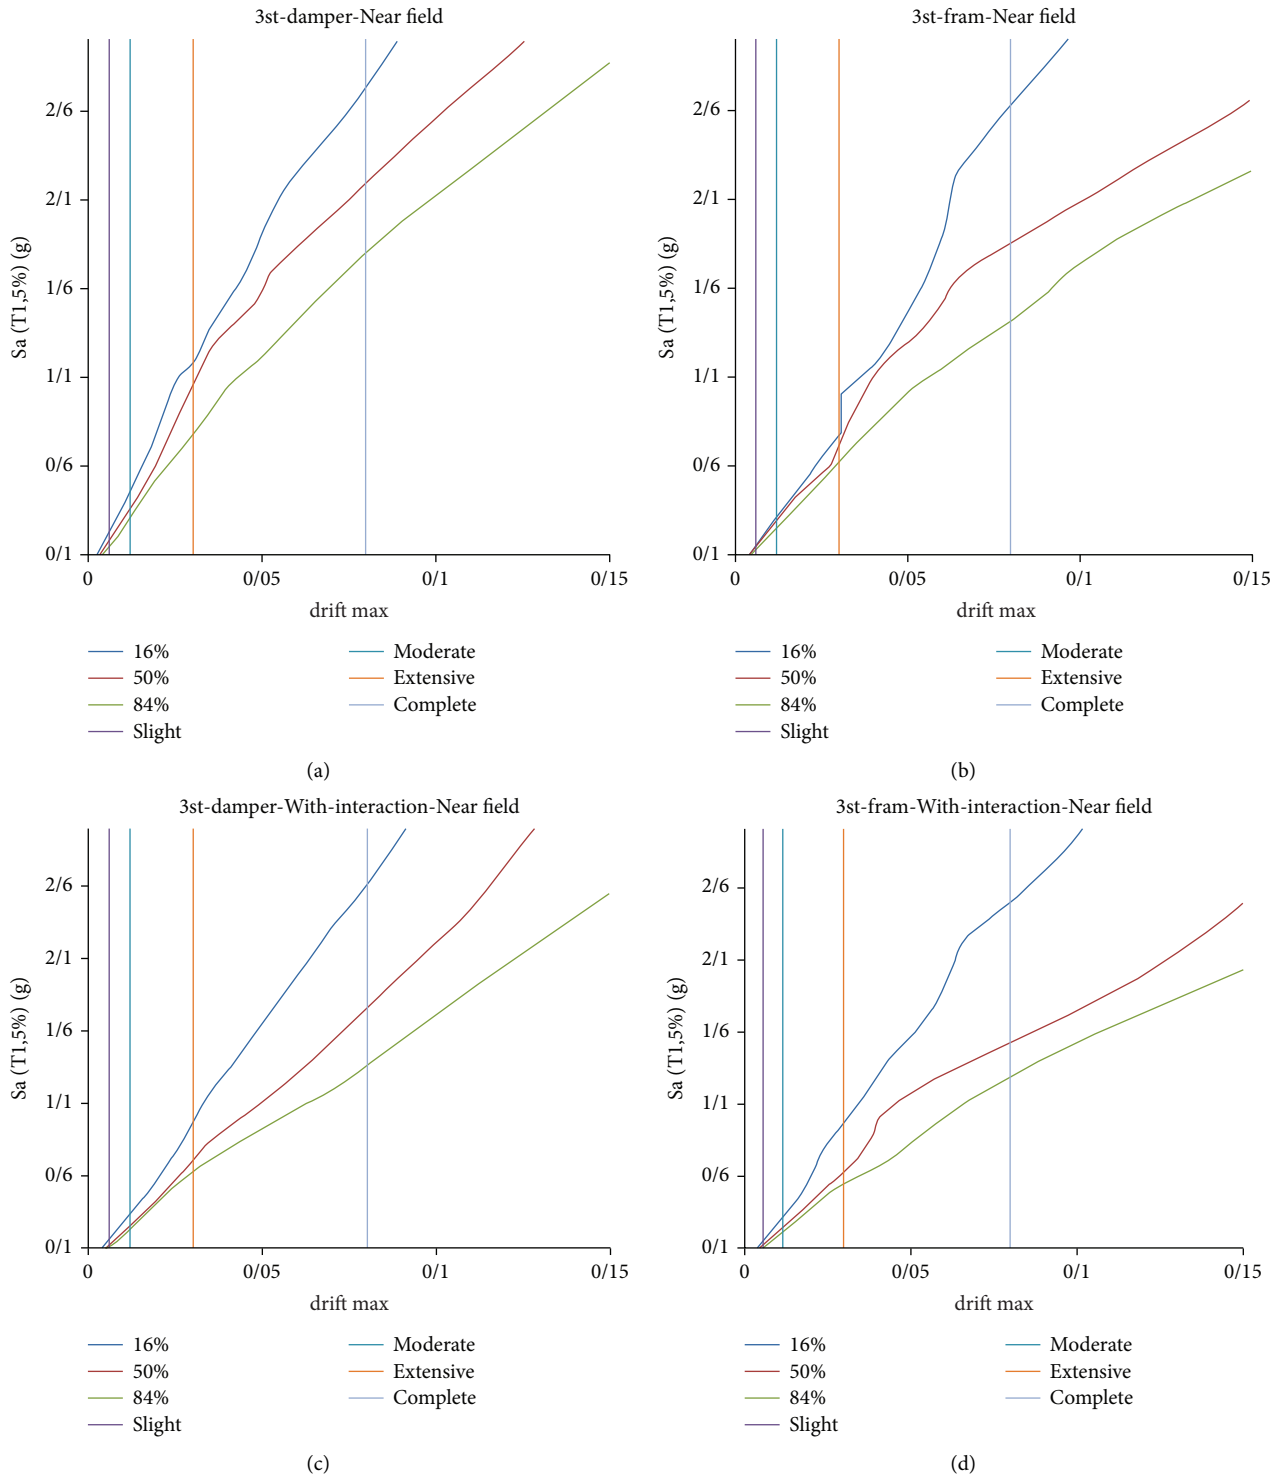 3st-damper-Near field
Sa (T1,5%) (g)
2/6
2/1
1/6
1/1
0/6
0/1
0
0/05
0/1
0/15
drift max
16%
50%
84%
Slight
Moderate
Extensive
Complete
(a)
3st-fram-Near field
Sa (T1,5%) (g)
2/6
2/1
1/6
1/1
0/6
0/1
0
0/05
0/1
0/15
drift max
16%
50%
84%
Slight
Moderate
Extensive
Complete
(b)
3st-damper-With-interaction-Near field
Sa (T1,5%) (g)
2/6
2/1
1/6
1/1
0/6
0/1
0
0/05
0/1
0/15
drift max
16%
50%
84%
Slight
Moderate
Extensive
Complete
(c)
3st-fram-With-interaction-Near field
Sa (T1,5%) (g)
2/6
2/1
1/6
1/1
0/6
0/1
0
0/05
0/1
0/15
drift max
16%
50%
84%
Slight
Moderate
Extensive
Complete
(d)